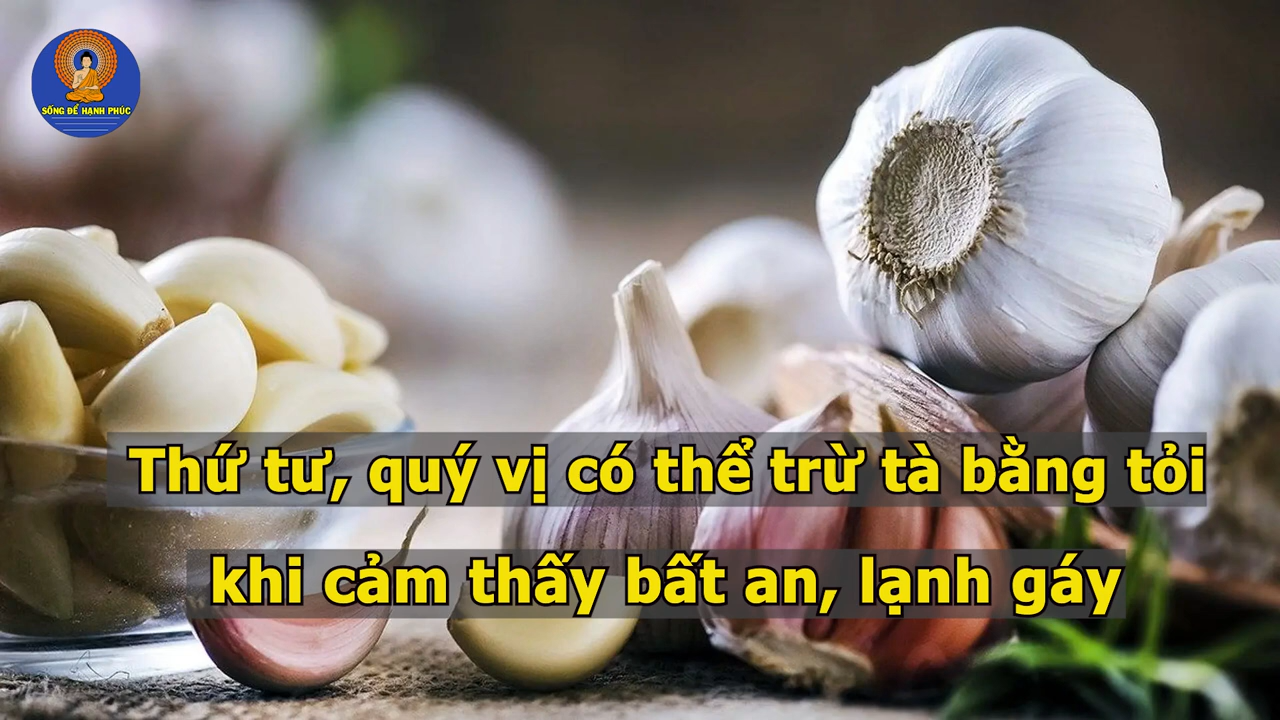 SỐNG ĐỂ HẠNH PHÚC
Thứ tư, quý vị có thể trừ tà bằng tỏi
khi cảm thấy bất an, lạnh gáy